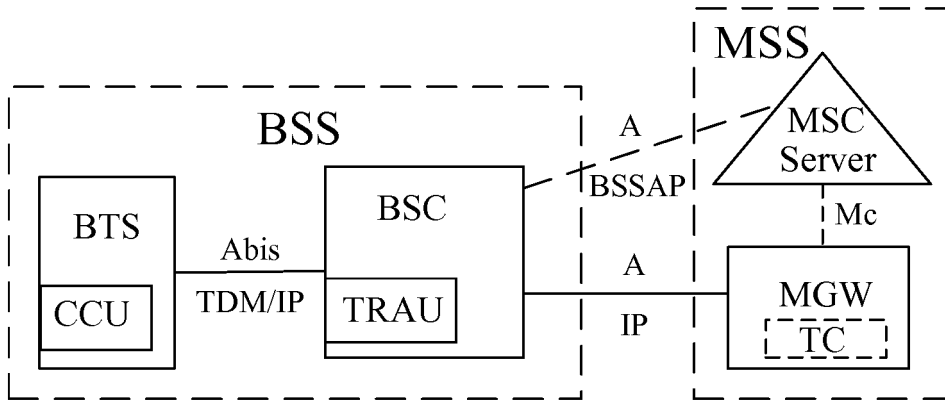 MSS
BSS
A
MSC
Server
BSSAP
BSC
BTS
Mc
Abis
A
TDM/IP
MGW
CCU
TRAU
IP
TC